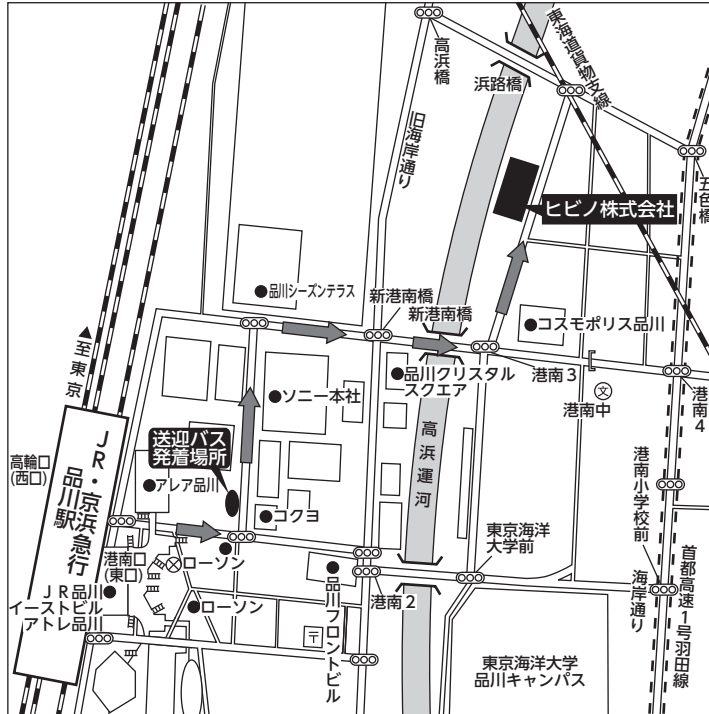 高浜橋
浜路橋
東海道貨物支線
旧海岸通り
五色橋
ヒビノ株式会社
品川シーズンテラス
新港南橋
新港南橋
コスモポリス品川
▲至東京
ソニー本社
品川クリスタル
スクエア
港南3
文
港南中
港南4
送迎バス
発着場所
高浜運河
高輪口
(西口)
JR・京浜急行
品川駅
アレア品川
コクヨ
港南小学校前
港南口
(東口)
ローソン
東京海洋
大学前
首都高速1号羽田線
海岸通り
JR品川
イーストビル
アトレ品川
ローソン
品川フロントビル
港南2
〒
東京海洋大学
品川キャンパス